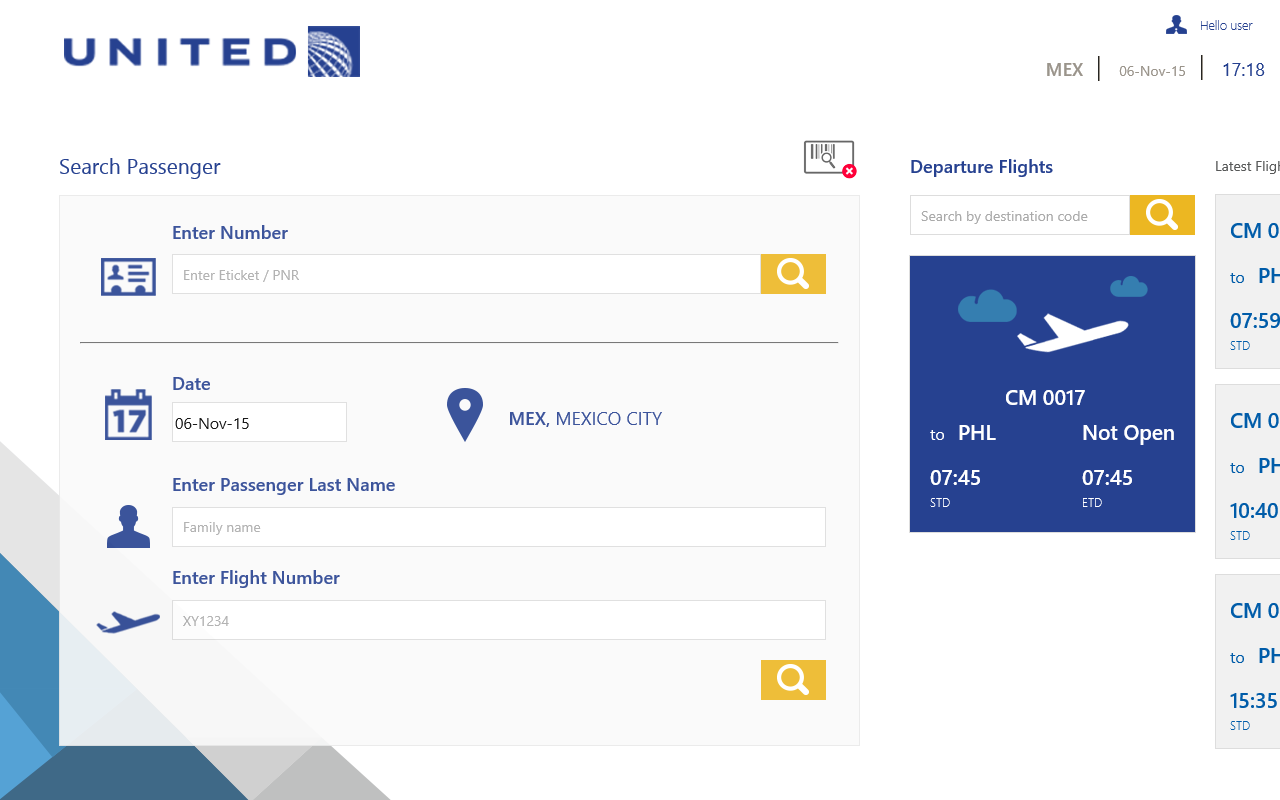 UNITED
Hello user
MEX
06-Nov-15
17:18
Search Passenger
Enter Number
Enter Eticket / PNR
Date
17
06-Nov-15
MEX, MEXICO CITY
Enter Passenger Last Name
Family name
Enter Flight Number
XY1234
Departure Flights
Search by destination code
CM 0017
to PHL
Not Open
07:45
07:45
STD
ETD
Latest Fligh
CM 0
to PH
07:59
STD
CM 0
to PH
10:40
STD
CM 0
to PH
15:35
STD